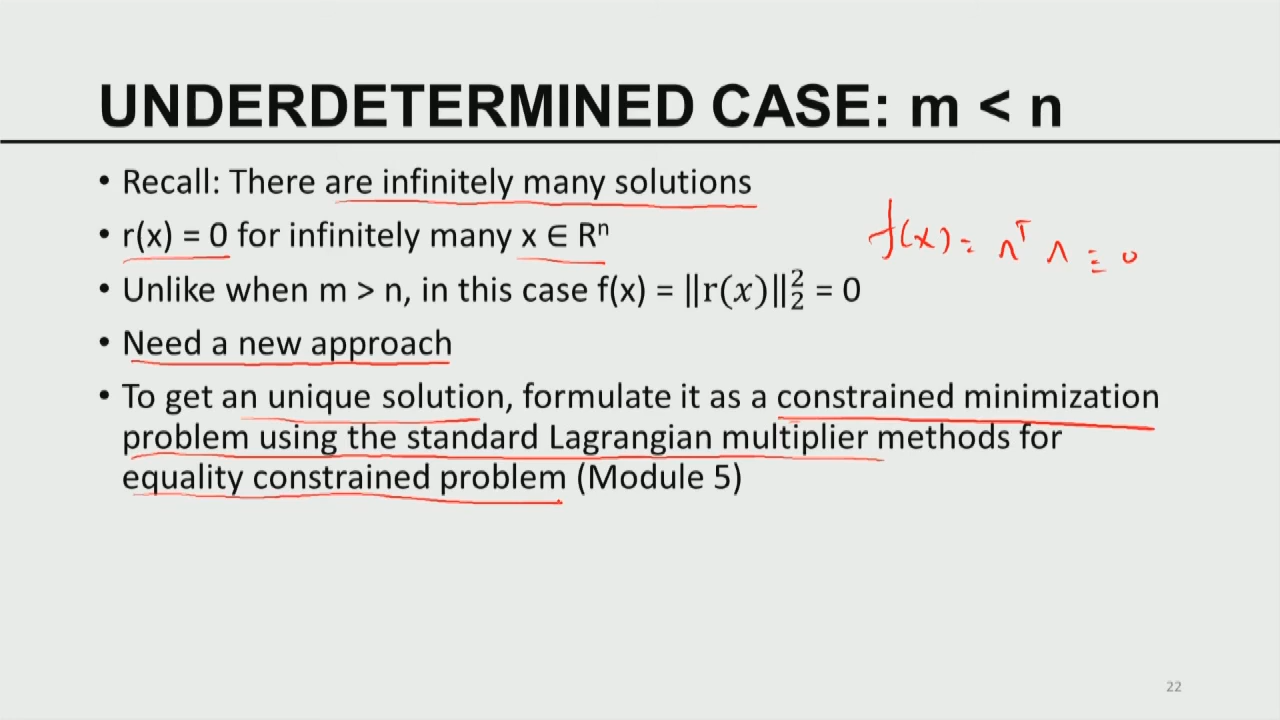 UNDERDETERMINED CASE: m < n
• Recall: There are infinitely many solutions
• r(x) = 0 for infinitely many x ∈ Rⁿ
f(x) = rᵀ r ≡ 0
• Unlike when m > n, in this case f(x) = ||r(x)||₂² = 0
• Need a new approach
• To get an unique solution, formulate it as a constrained minimization
problem using the standard Lagrangian multiplier methods for
equality constrained problem (Module 5)
22